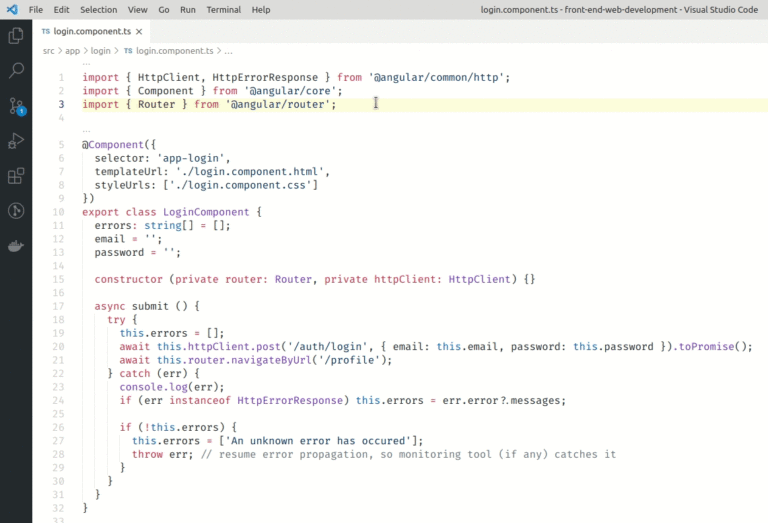 File Edit Selection View Go Run Terminal Help login.component.ts - front-end-web-development - Visual Studio Code
TS login.component.ts ×
src > app > login > TS login.component.ts > ...
...
1 import { HttpClient, HttpErrorResponse } from '@angular/common/http';
2 import { Component } from '@angular/core';
3 import { Router } from '@angular/router';
4
...
5 @Component({
6 selector: 'app-login',
7 templateUrl: './login.component.html',
8 styleUrls: ['./login.component.css']
9 })
10 export class LoginComponent {
11 errors: string[] = [];
12 email = '';
13 password = '';
14
15 constructor (private router: Router, private httpClient: HttpClient) {}
16
17 async submit () {
18 try {
19 this.errors = [];
20 await this.httpClient.post('/auth/login', { email: this.email, password: this.password }).toPromise();
21 await this.router.navigateByUrl('/profile');
22 } catch (err) {
23 console.log(err);
24 if (err instanceof HttpErrorResponse) this.errors = err.error?.messages;
25
26 if (!this.errors) {
27 this.errors = ['An unknown error has occured'];
28 throw err; // resume error propagation, so monitoring tool (if any) catches it
29 }
30 }
31 }
32 }
33
1